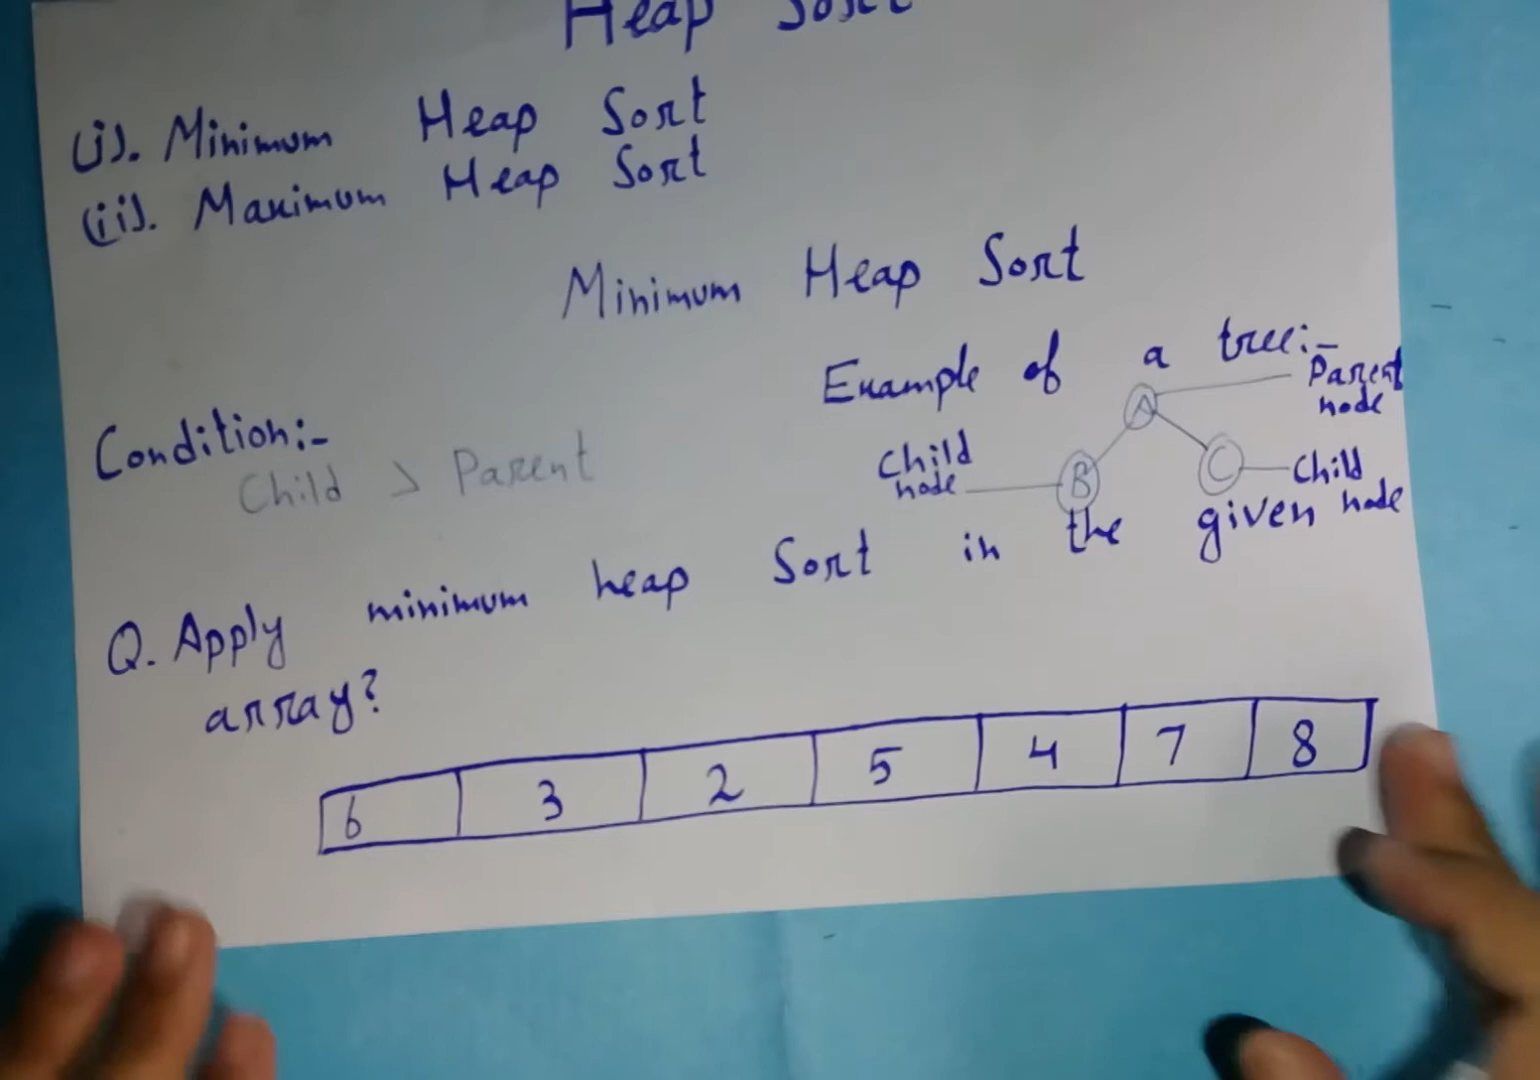 Heap Sort
(i). Minimum Heap Sort
(ii). Maximum Heap Sort
Minimum Heap Sort
Example of a tree:-
Parent
node
A
Condition:-
Child > Parent
Child
node
B
C
Child
node
Q. Apply minimum heap Sort in the given
array?
6 3 2 5 4 7 8